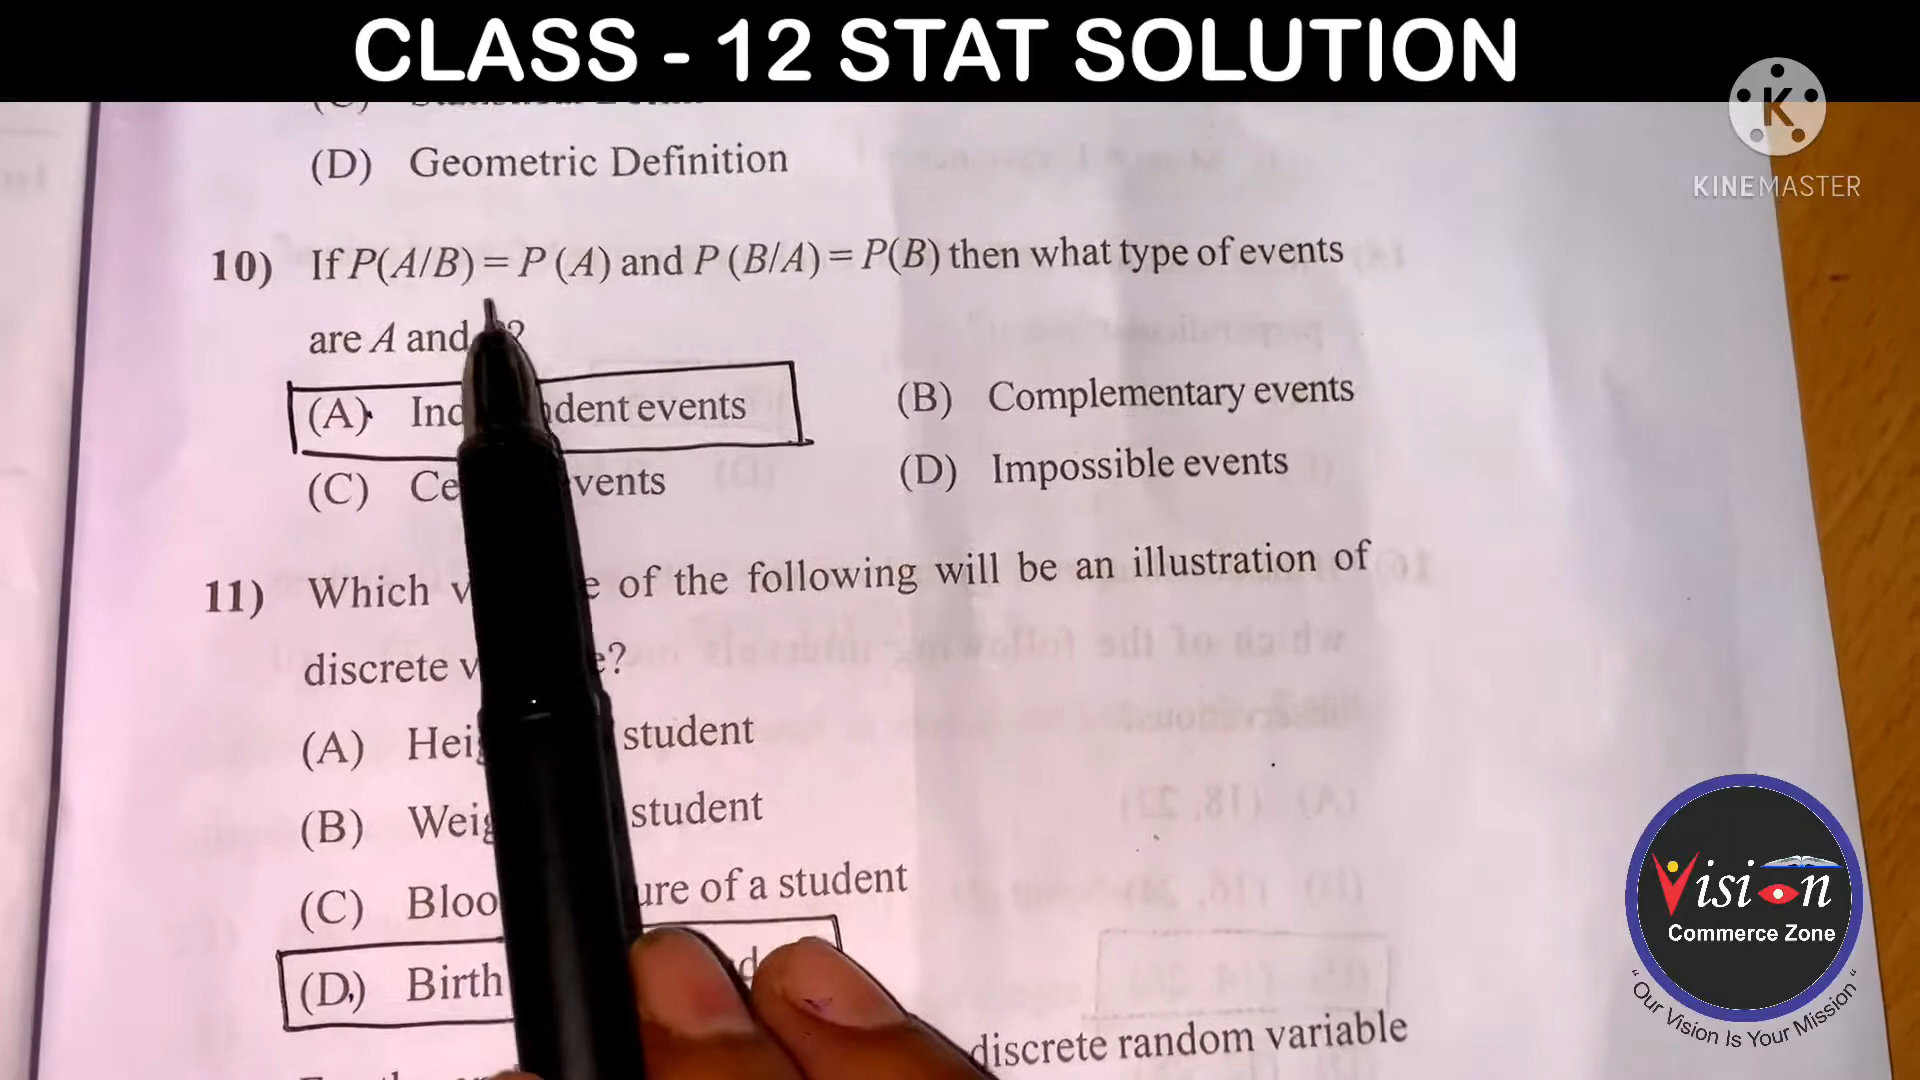 CLASS - 12 STAT SOLUTION
K
KINEMASTER
(D) Geometric Definition
10) If P(A/B) = P (A) and P (B/A) = P(B) then what type of events
are A and ?
(A) Ind dent events
(B) Complementary events
(C) Ce vents
(D) Impossible events
11) Which v e of the following will be an illustration of
discrete v e?
(A) Hei student
(B) Wei student
(C) Bloo ure of a student
(D) Birth
discrete random variable
Vision
Commerce Zone
“Our Vision Is Your Mission“